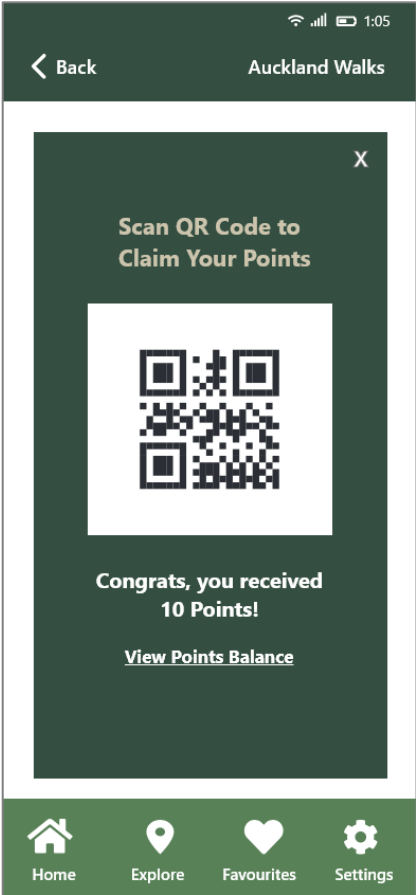 1:05
Back
Auckland Walks
X
Scan QR Code to
Claim Your Points
Congrats, you received
10 Points!
View Points Balance
Home
Explore
Favourites
Settings